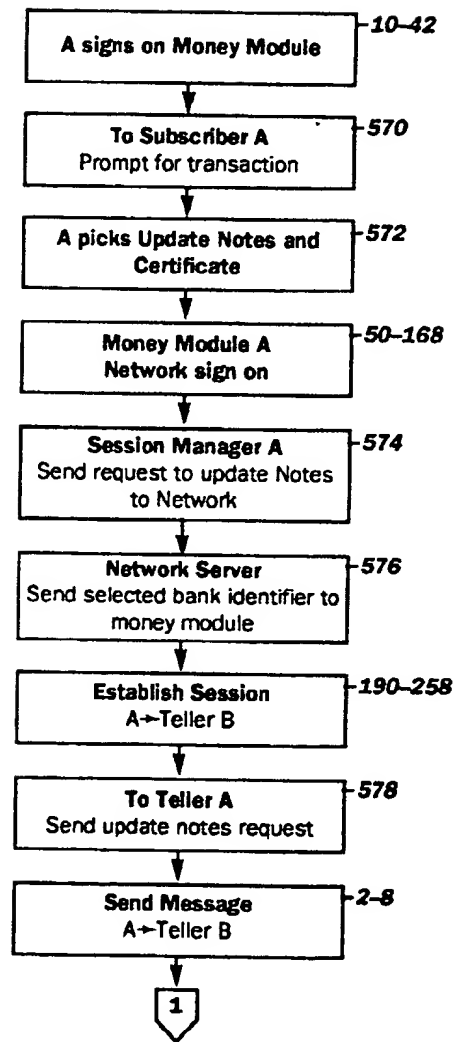 A signs on Money Module
10–42
To Subscriber A
Prompt for transaction
570
A picks Update Notes and
Certificate
572
Money Module A
Network sign on
50–168
Session Manager A
Send request to update Notes
to Network
574
Network Server
Send selected bank identifier to
money module
576
Establish Session
A→Teller B
190–258
To Teller A
Send update notes request
578
Send Message
A→Teller B
2–8
1